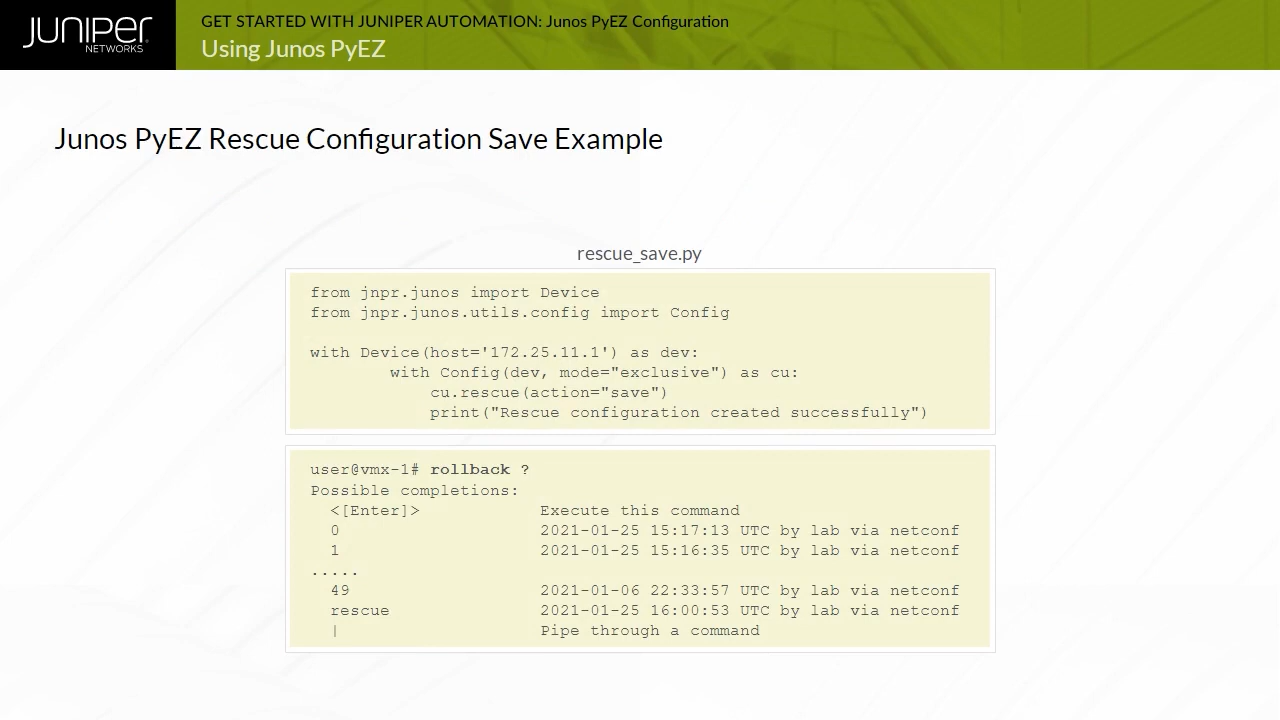 JUNIPER
NETWORKS
GET STARTED WITH JUNIPER AUTOMATION: Junos PyEZ Configuration
Using Junos PyEZ
Junos PyEZ Rescue Configuration Save Example
rescue_save.py
from jnpr.junos import Device
from jnpr.junos.utils.config import Config
with Device(host='172.25.11.1') as dev:
        with Config(dev, mode="exclusive") as cu:
            cu.rescue(action="save")
            print("Rescue configuration created successfully")
user@vmx-1# rollback ?
Possible completions:
  <[Enter]>            Execute this command
  0                    2021-01-25 15:17:13 UTC by lab via netconf
  1                    2021-01-25 15:16:35 UTC by lab via netconf
.....
  49                   2021-01-06 22:33:57 UTC by lab via netconf
  rescue               2021-01-25 16:00:53 UTC by lab via netconf
  |                    Pipe through a command